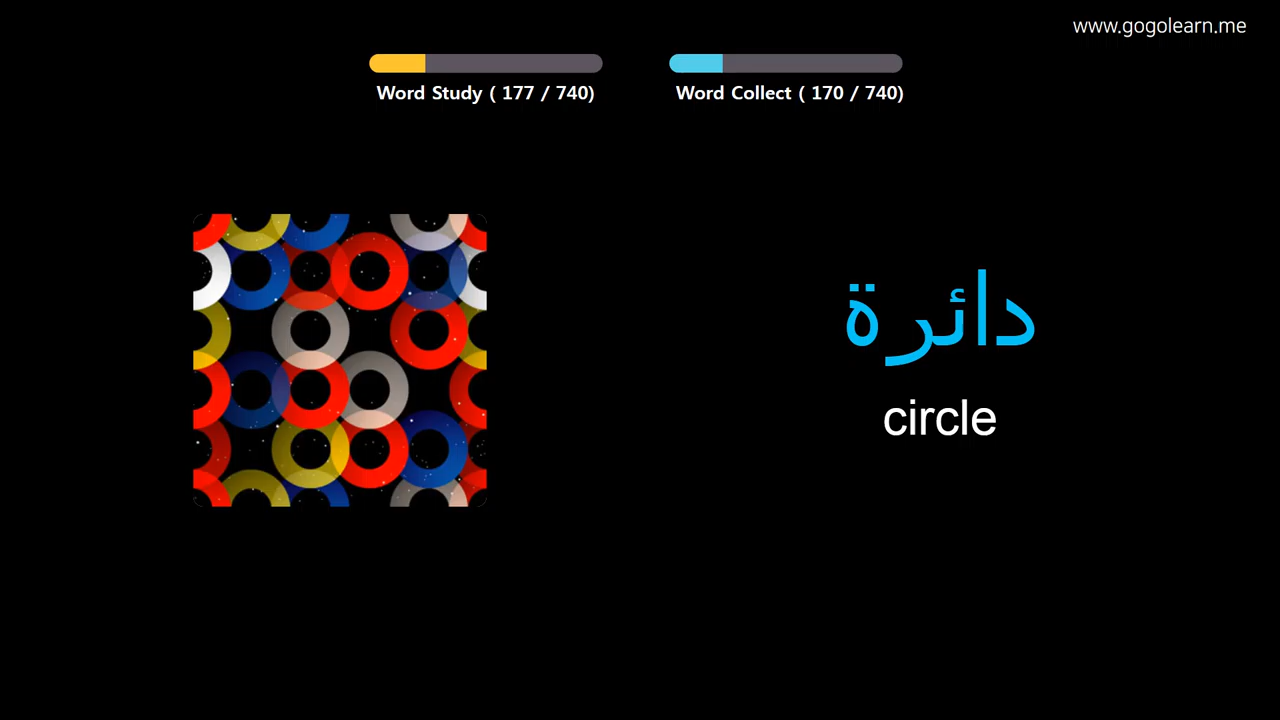 www.gogolearn.me
Word Study ( 177 / 740)
Word Collect ( 170 / 740)
دائرة
circle